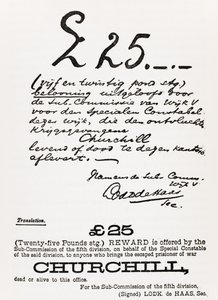 £ 25.—.—
(vijf en twintig pond stg)
belooning uitgeloofd door
de Sub. Commissie van Wijk V
voor den specialen Constabel
dezer wijk, die den ontvluchte
Krijgsgevangene
Churchill
levend of dood te dezen kantore
aflevert.
Namens de Sub. Comm.
Wijk V
Lodk de Haas
Sec.
Translation.
£25
(Twenty-five Pounds stg.) REWARD is offered by the
Sub-Commission of the fifth division, on behalf of the Special Constable
of the said division, to anyone who brings the escaped prisoner of war
CHURCHILL,
dead or alive to this office.
For the Sub-Commission of the fifth division,
(Signed) LODK. de HAAS, Sec.